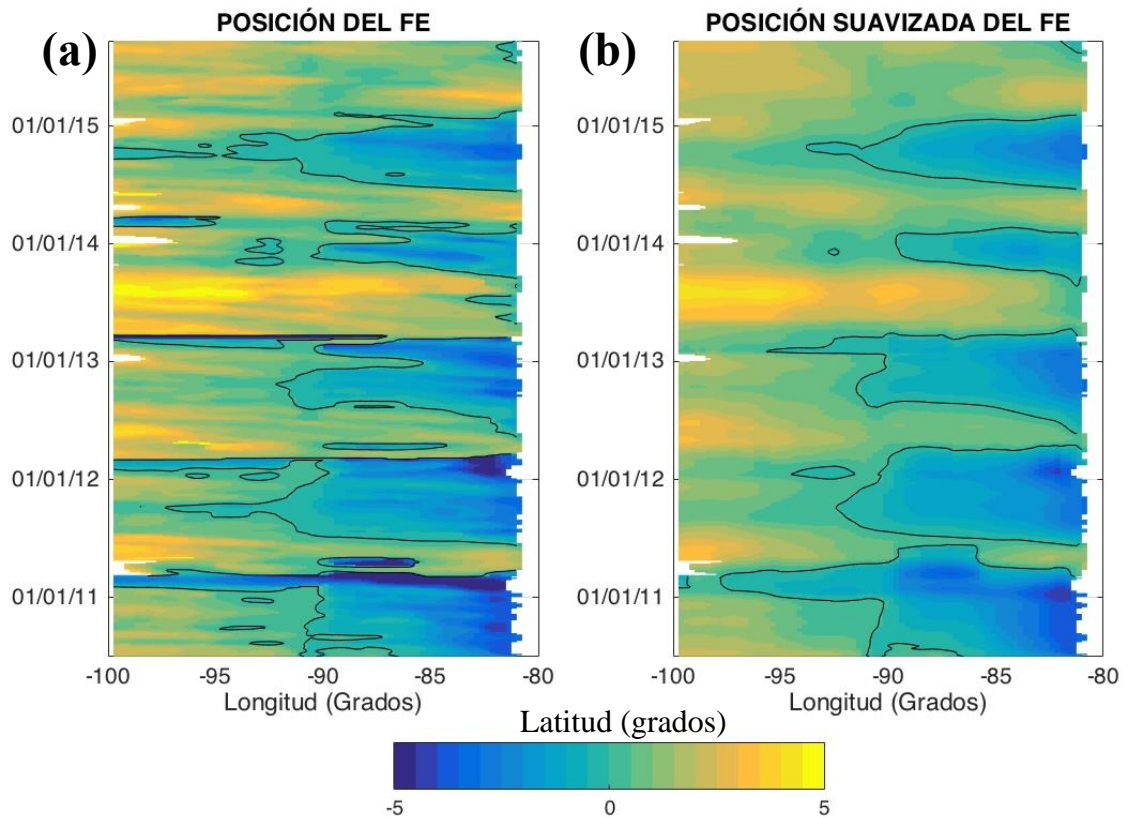 (a)
POSICIÓN DEL FE
(b)
POSICIÓN SUAVIZADA DEL FE
01/01/15
01/01/14
01/01/13
01/01/12
01/01/11
-100 -95 -90 -85 -80
Longitud (Grados)
01/01/15
01/01/14
01/01/13
01/01/12
01/01/11
-100 -95 -90 -85 -80
Longitud (Grados)
Latitud (grados)
-5 0 5